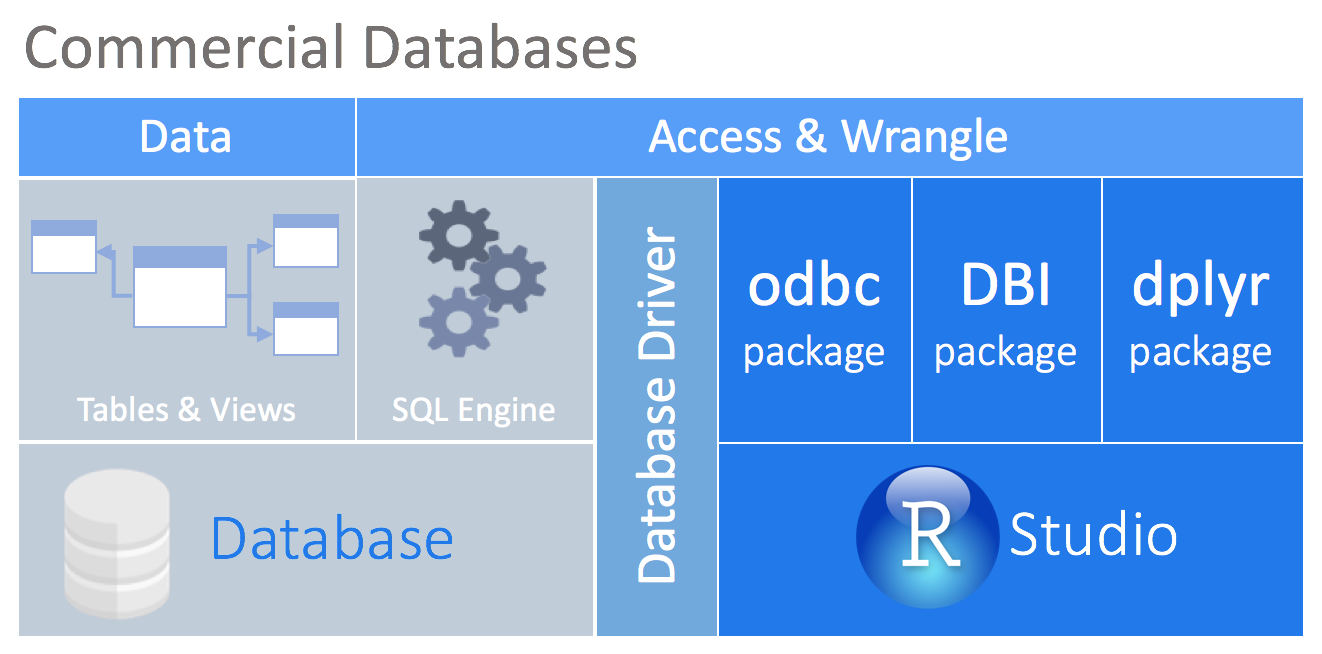 Commercial Databases
Data
Access & Wrangle
Tables & Views
SQL Engine
Database Driver
odbc
package
DBI
package
dplyr
package
Database
R Studio